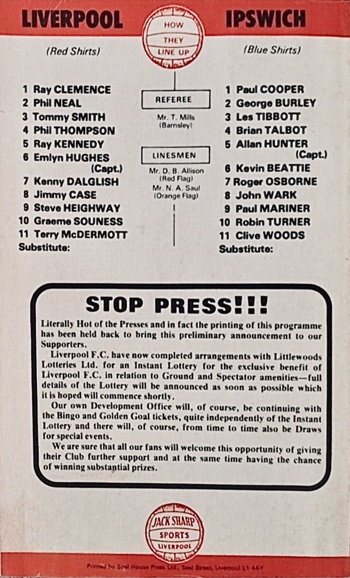 LIVERPOOL
(Red Shirts)
1 Ray CLEMENCE
2 Phil NEAL
3 Tommy SMITH
4 Phil THOMPSON
5 Ray KENNEDY
6 Emlyn HUGHES
(Capt.)
7 Kenny DALGLISH
8 Jimmy CASE
9 Steve HEIGHWAY
10 Graeme SOUNESS
11 Terry McDERMOTT
Substitute:
HOW
THEY
LINE UP
REFEREE
Mr. T. Mills
(Barnsley)
LINESMEN
Mr. D. B. Allison
(Red Flag)
Mr. N. A. Saul
(Orange Flag)
IPSWICH
(Blue Shirts)
1 Paul COOPER
2 George BURLEY
3 Les TIBBOTT
4 Brian TALBOT
5 Allan HUNTER
(Capt.)
6 Kevin BEATTIE
7 Roger OSBORNE
8 John WARK
9 Paul MARINER
10 Robin TURNER
11 Clive WOODS
Substitute:
STOP PRESS!!!
Literally Hot of the Presses and in fact the printing of this programme
has been held back to bring this preliminary announcement to our
Supporters.
Liverpool F.C. have now completed arrangements with Littlewoods
Lotteries Ltd. for an Instant Lottery for the exclusive benefit of
Liverpool F.C. in relation to Ground and Spectator amenities—full
details of the Lottery will be announced as soon as possible which
it is hoped will commence shortly.
Our own Development Office will, of course, be continuing with
the Bingo and Golden Goal tickets, quite independently of the Instant
Lottery and there will, of course, from time to time also be Draws
for special events.
We are sure that all our fans will welcome this opportunity of giving
their Club further support and at the same time having the chance
of winning substantial prizes.
JACK SHARP
SPORTS
LIVERPOOL
Printed by Seel House Press Ltd., Seel Street, Liverpool L1 4AY